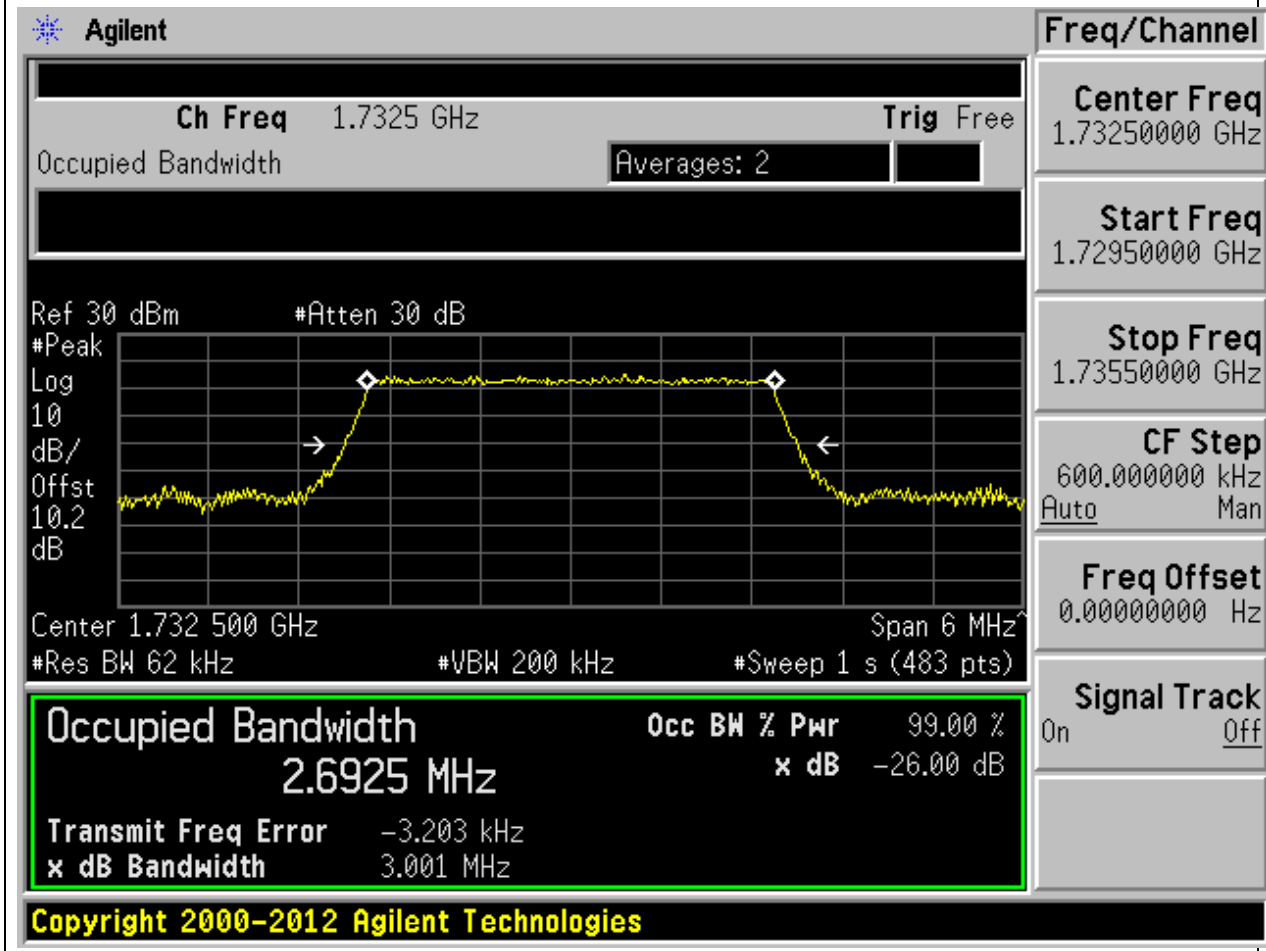 Agilent
Freq/Channel
Ch Freq 1.7325 GHz Trig Free
Occupied Bandwidth Averages: 2
Center Freq
1.73250000 GHz
Start Freq
1.72950000 GHz
Stop Freq
1.73550000 GHz
CF Step
600.000000 kHz
Auto Man
Freq Offset
0.00000000 Hz
Signal Track
On Off
Ref 30 dBm #Atten 30 dB
#Peak
Log
10
dB/
Offst
10.2
dB
Center 1.732 500 GHz Span 6 MHz^
#Res BW 62 kHz #VBW 200 kHz #Sweep 1 s (483 pts)
Occupied Bandwidth Occ BW % Pwr 99.00 %
2.6925 MHz x dB -26.00 dB
Transmit Freq Error -3.203 kHz
x dB Bandwidth 3.001 MHz
Copyright 2000-2012 Agilent Technologies